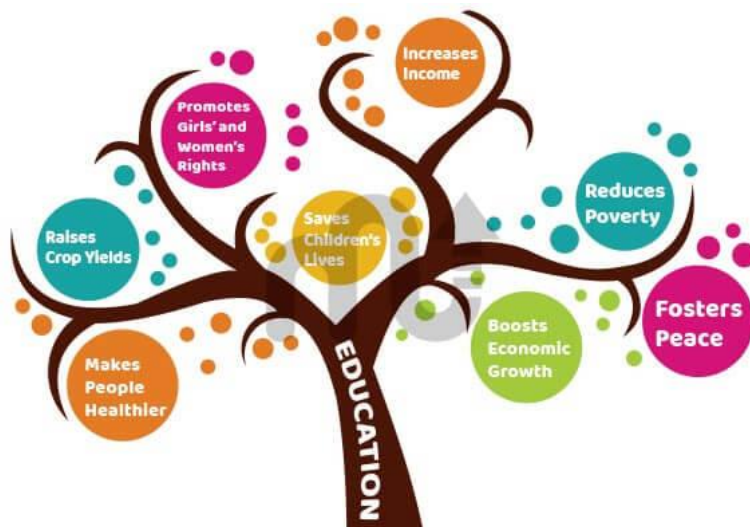 Increases
Income
Promotes
Girls' and
Women's
Rights
Reduces
Poverty
Saves
Children's
Lives
Raises
Crop Yields
Fosters
Peace
Boosts
Economic
Growth
Makes
People
Healthier
EDUCATION